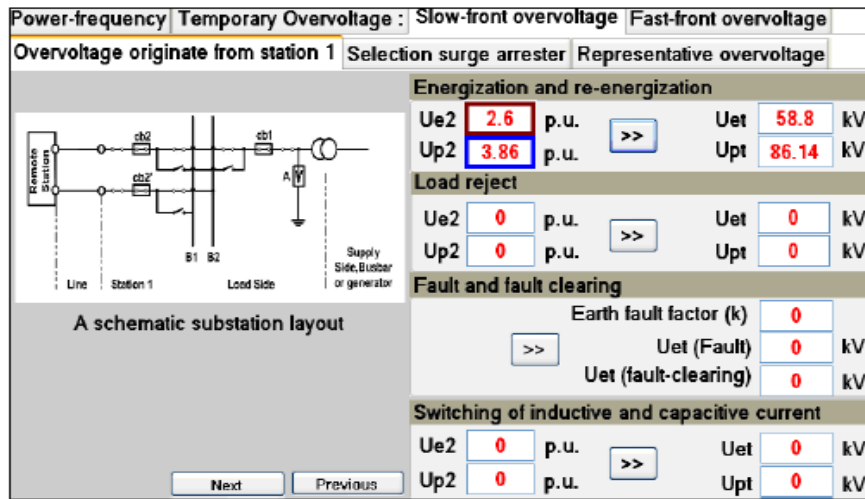 Power-frequency Temporary Overvoltage : Slow-front overvoltage Fast-front overvoltage
Overvoltage originate from station 1 Selection surge arrester Representative overvoltage
Energization and re-energization
Ue2 2.6 p.u. >> Uet 58.8 kV
Up2 3.86 p.u. Upt 86.14 kV
Load reject
Ue2 0 p.u. >> Uet 0 kV
Up2 0 p.u. Upt 0 kV
Fault and fault clearing
Earth fault factor (k) 0
>> Uet (Fault) 0 kV
Uet (fault-clearing) 0 kV
Switching of inductive and capacitive current
Ue2 0 p.u. >> Uet 0 kV
Up2 0 p.u. Upt 0 kV
Remote
Station
cb2
cb1
cb2'
A
B1 B2
Supply
Side,Busbar
or generator
Line Station 1 Load Side
A schematic substation layout
Next Previous